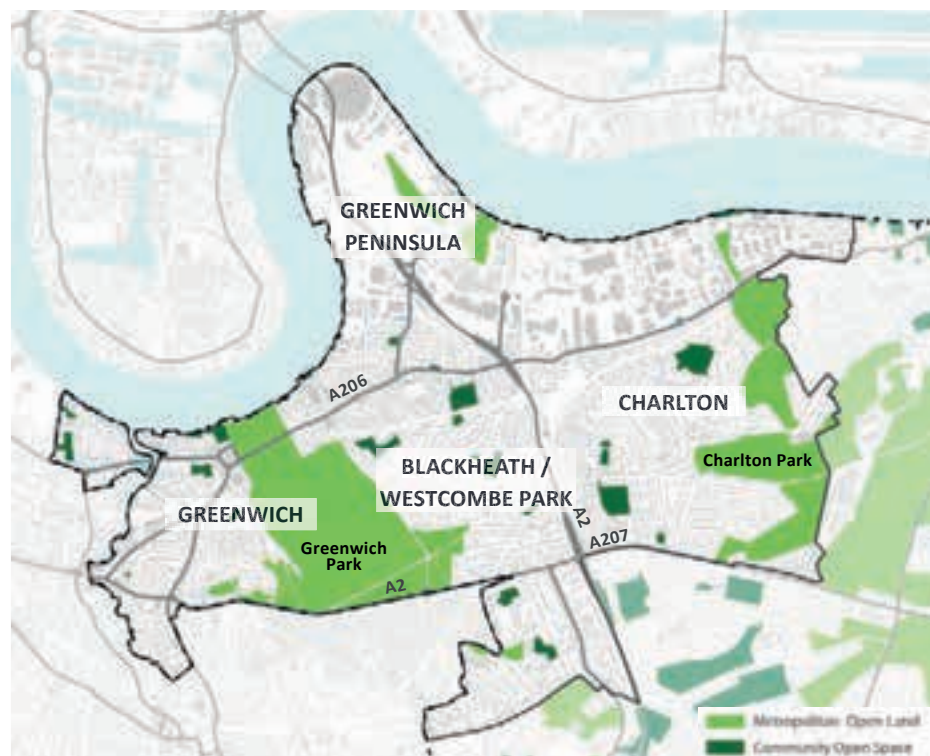 GREENWICH
PENINSULA
A206
CHARLTON
BLACKHEATH /
WESTCOMBE PARK
Charlton Park
GREENWICH
A2
A207
Greenwich
Park
A2
Metropolitan Open Land
Community Open Space